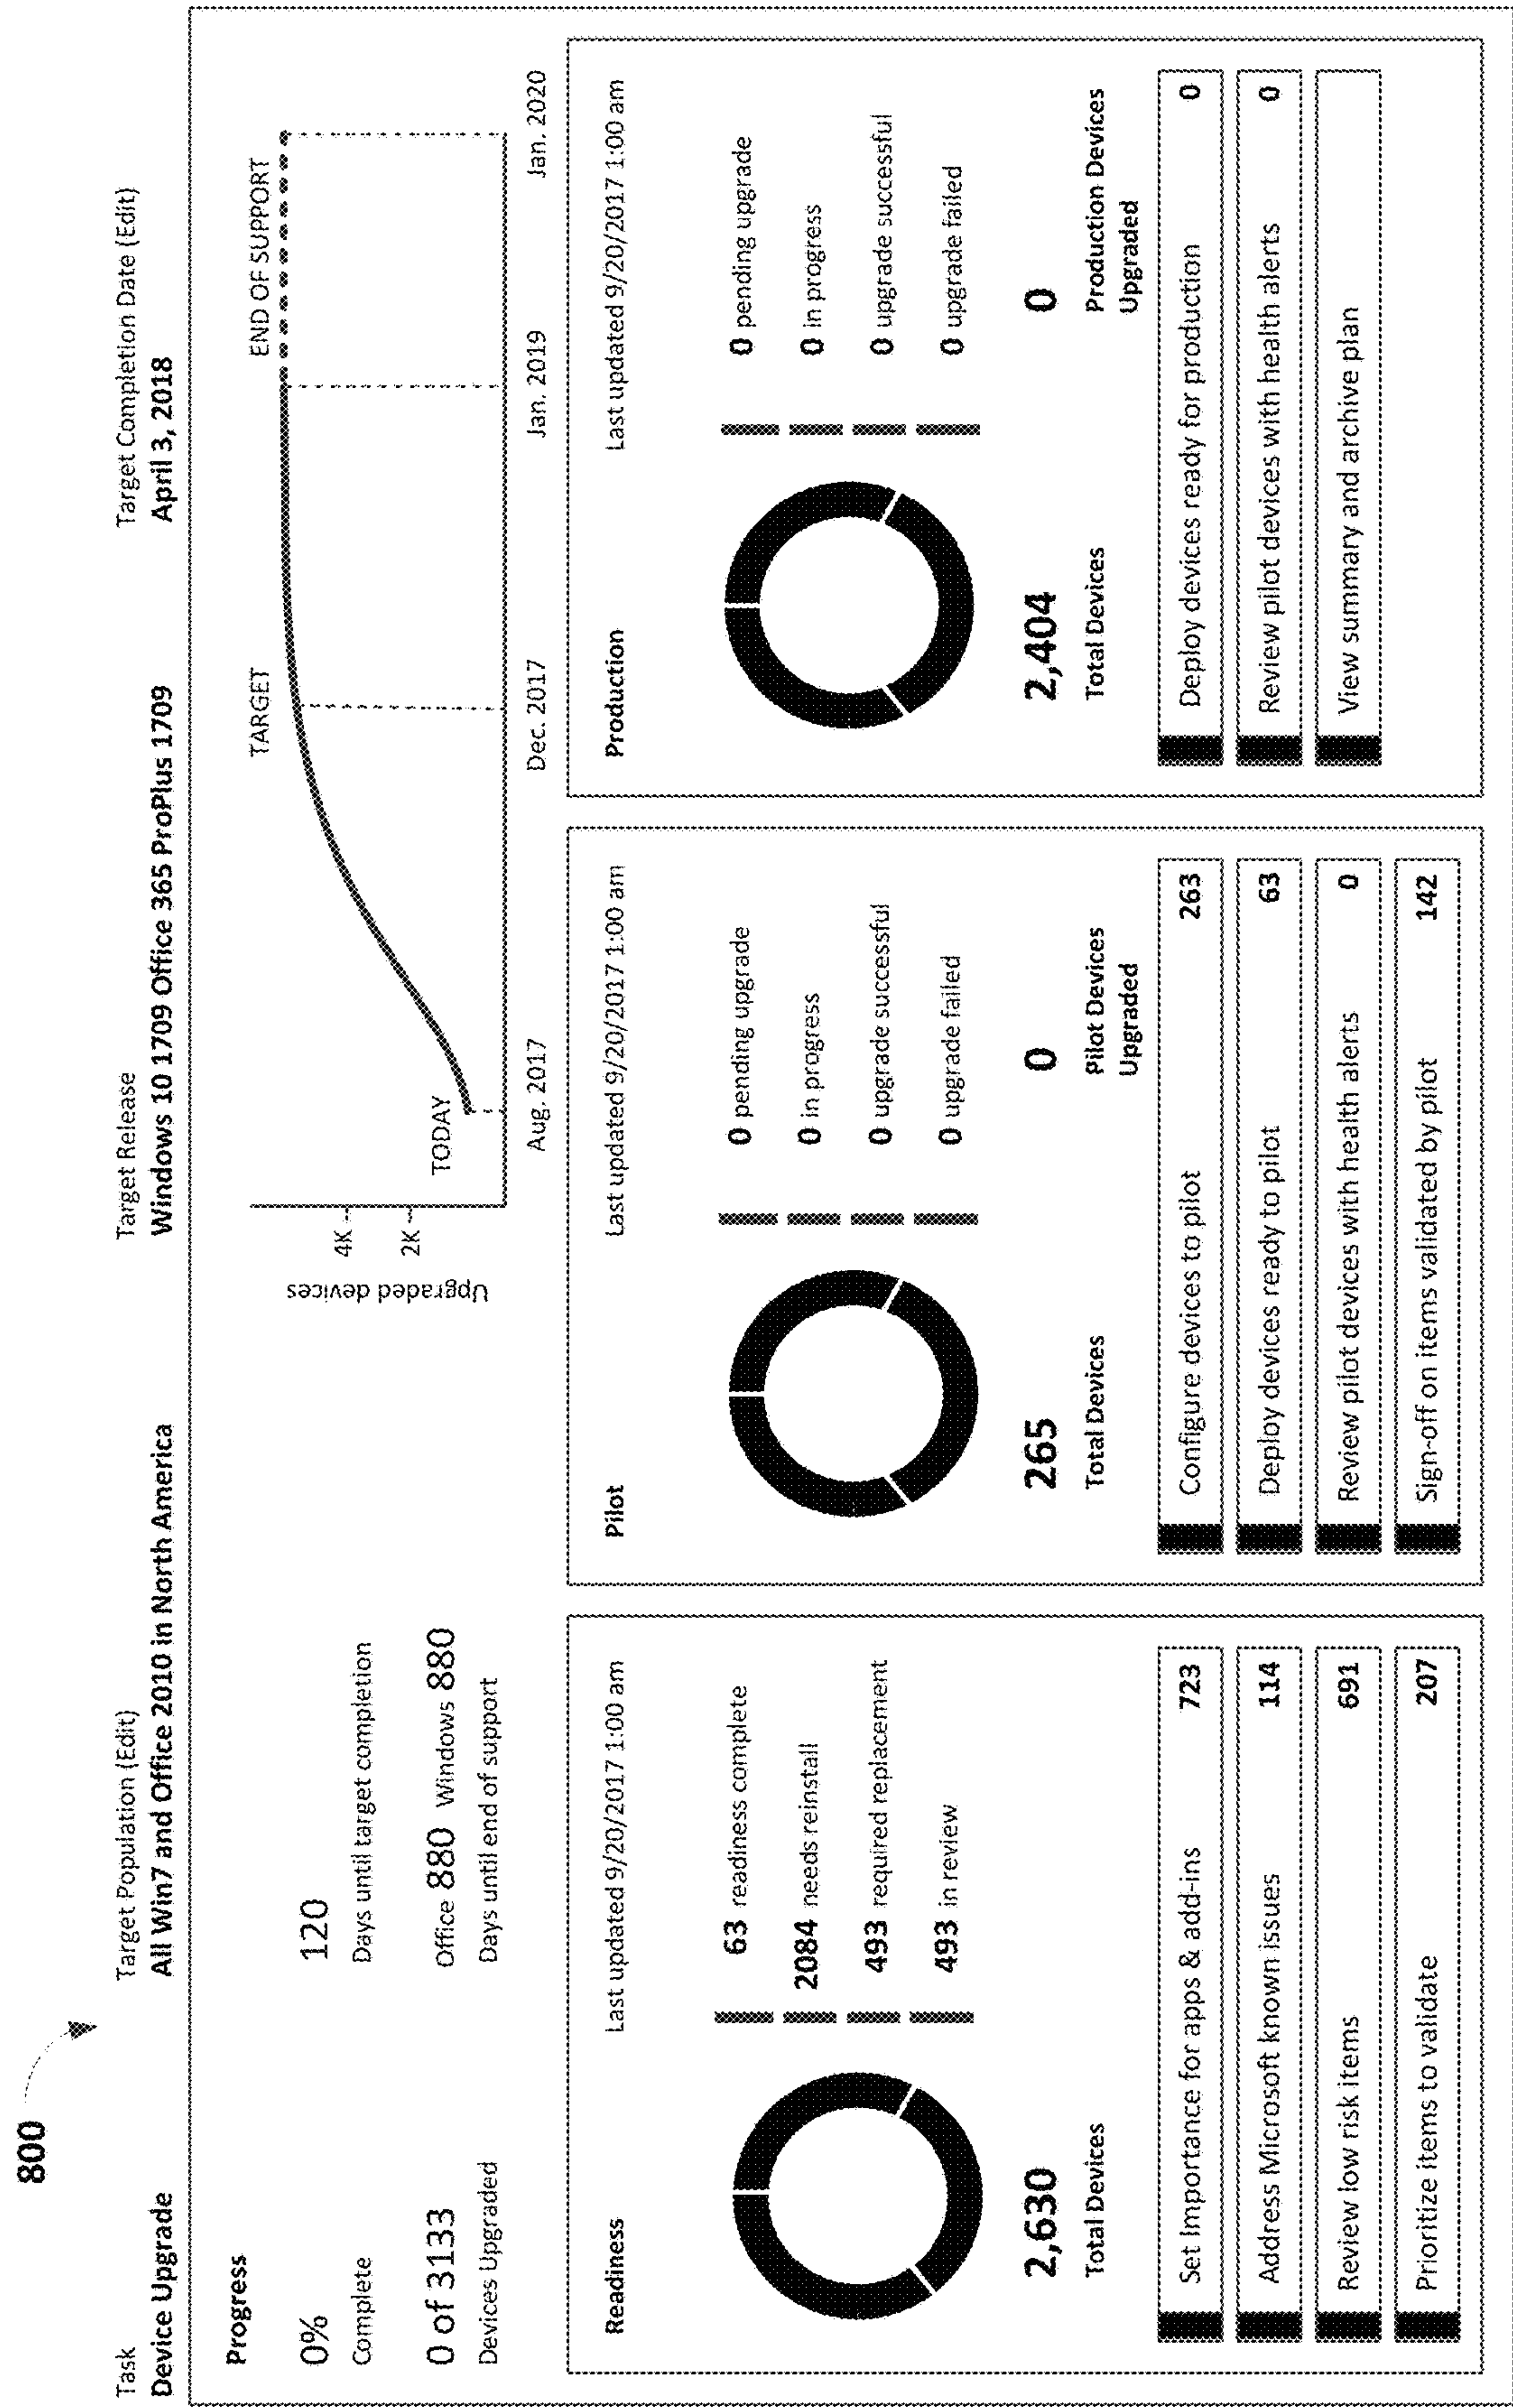 800
Task
Device Upgrade
Target Population (Edit)
All Win7 and Office 2010 in North America
Target Release
Windows 10 1709 Office 365 ProPlus 1709
Target Completion Date (Edit)
April 3, 2018
Progress
0%
Complete
0 of 3133
Devices Upgraded
120
Days until target completion
Office 880 Windows 880
Days until end of support
Upgraded devices
4K
2K
TODAY
TARGET
END OF SUPPORT
Aug. 2017
Dec. 2017
Jan. 2019
Jan. 2020
Readiness
Last updated 9/20/2017 1:00 am
63 readiness complete
2084 needs reinstall
493 required replacement
493 in review
2,630
Total Devices
Set Importance for apps & add-ins 723
Address Microsoft known issues 114
Review low risk items 691
Prioritize items to validate 207
Pilot
Last updated 9/20/2017 1:00 am
0 pending upgrade
0 in progress
0 upgrade successful
0 upgrade failed
265
Total Devices
0
Pilot Devices
Upgraded
Configure devices to pilot 263
Deploy devices ready to pilot 63
Review pilot devices with health alerts 0
Sign-off on items validated by pilot 142
Production
Last updated 9/20/2017 1:00 am
0 pending upgrade
0 in progress
0 upgrade successful
0 upgrade failed
2,404
Total Devices
0
Production Devices
Upgraded
Deploy devices ready for production 0
Review pilot devices with health alerts 0
View summary and archive plan